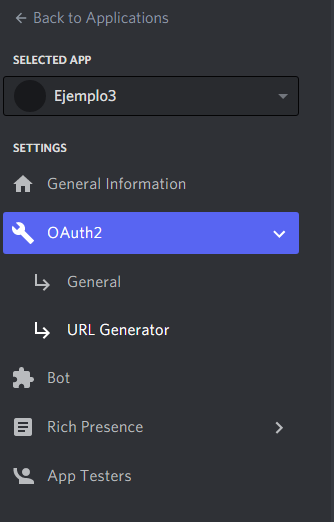 Back to Applications
SELECTED APP
Ejemplo3
SETTINGS
General Information
OAuth2
General
URL Generator
Bot
Rich Presence
App Testers